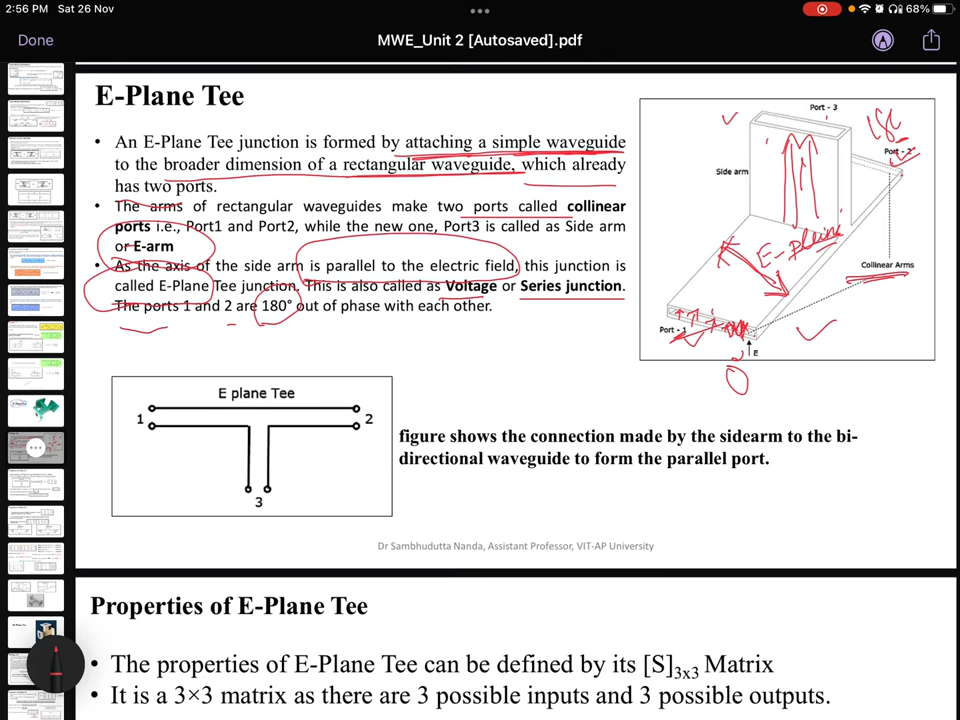 2:56 PM Sat 26 Nov
68%
Done
MWE_Unit 2 [Autosaved].pdf
E-Plane Tee
• An E-Plane Tee junction is formed by attaching a simple waveguide
to the broader dimension of a rectangular waveguide, which already
has two ports.
• The arms of rectangular waveguides make two ports called collinear
ports i.e., Port1 and Port2, while the new one, Port3 is called as Side arm
or E-arm
• As the axis of the side arm is parallel to the electric field, this junction is
called E-Plane Tee junction. This is also called as Voltage or Series junction.
The ports 1 and 2 are 180° out of phase with each other.
Port - 3
180
Port - 2
Side arm
E-plane
Collinear Arms
Port - 1
E
0
E plane Tee
1
2
3
figure shows the connection made by the sidearm to the bi-
directional waveguide to form the parallel port.
Dr Sambhudutta Nanda, Assistant Professor, VIT-AP University
Properties of E-Plane Tee
• The properties of E-Plane Tee can be defined by its [S]3x3 Matrix
• It is a 3×3 matrix as there are 3 possible inputs and 3 possible outputs.